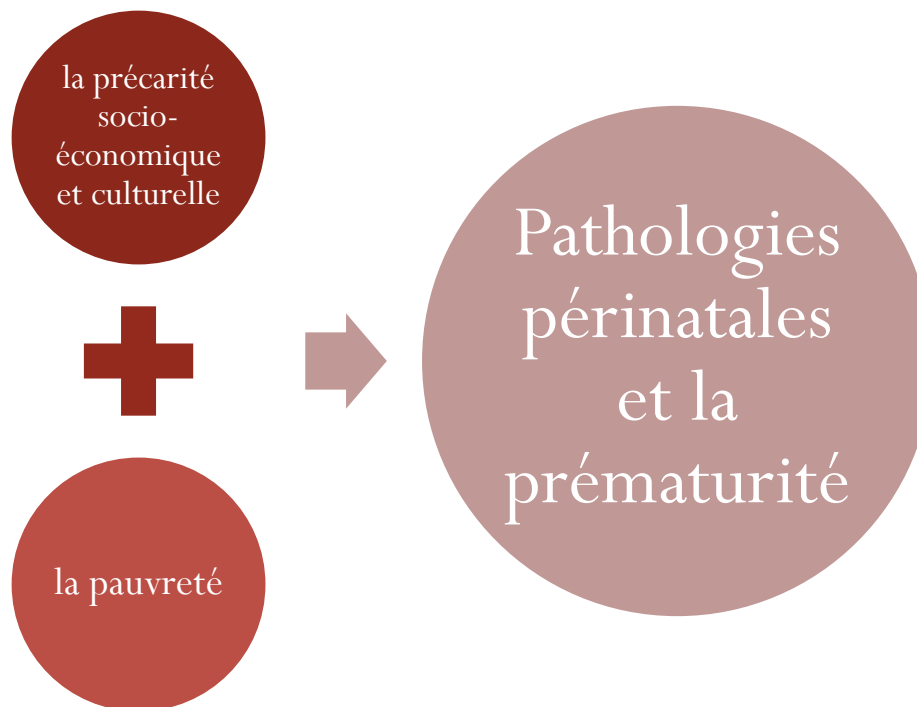 la précarité
socio-
économique
et culturelle
la pauvreté
Pathologies
périnatales
et la
prématurité